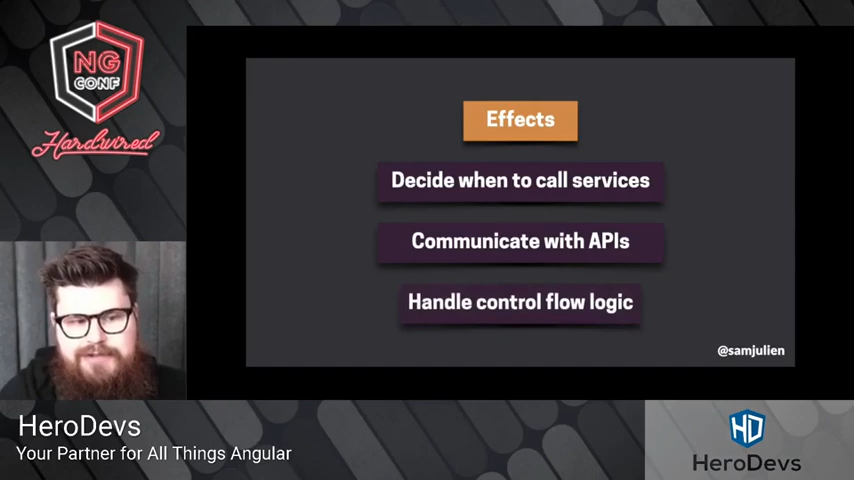 NG
CONF
Hardwired
Effects
Decide when to call services
Communicate with APIs
Handle control flow logic
@samjulien
HeroDevs
Your Partner for All Things Angular
HD
HeroDevs